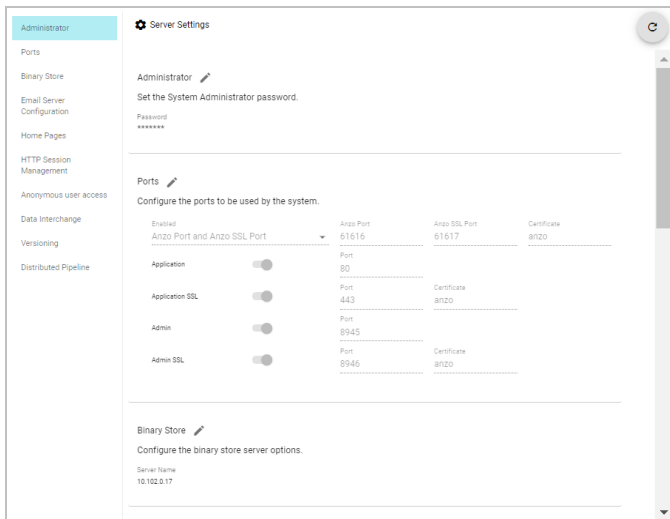 Server Settings
Administrator
Ports
Binary Store
Email Server
Configuration
Home Pages
HTTP Session
Management
Anonymous user access
Data Interchange
Versioning
Distributed Pipeline
Administrator
Set the System Administrator password.
Password
*******
Ports
Configure the ports to be used by the system.
Enabled Anzo Port Anzo SSL Port Certificate
Anzo Port and Anzo SSL Port 61616 61617 anzo
Port
Application 80
Port Certificate
Application SSL 443 anzo
Port
Admin 8945
Port Certificate
Admin SSL 8946 anzo
Binary Store
Configure the binary store server options.
Server Name
10.102.0.17